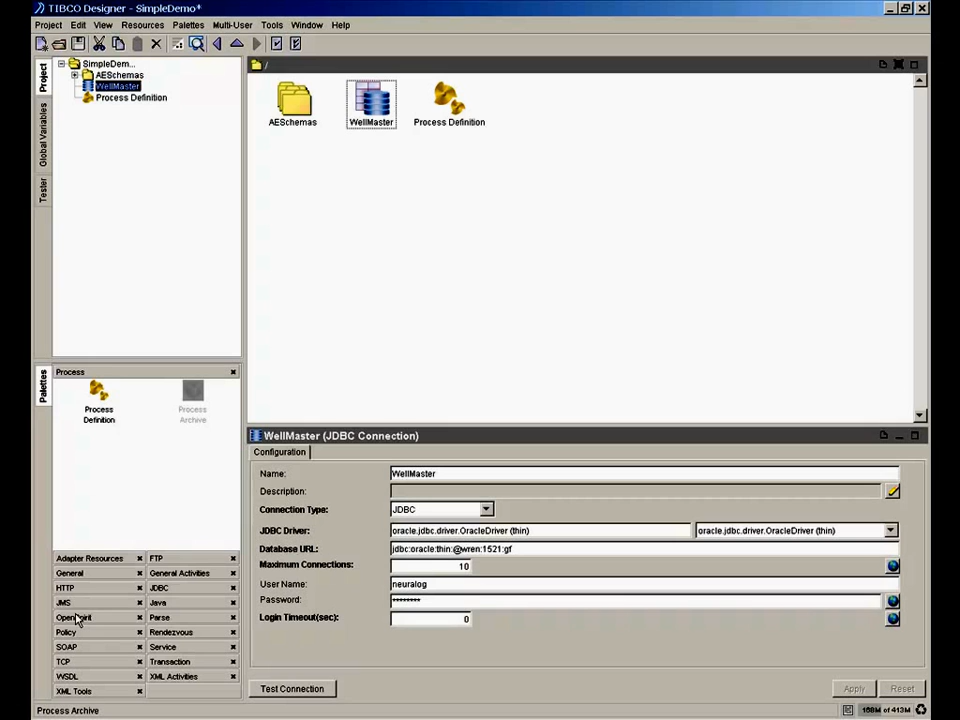 TIBCO Designer - SimpleDemo*
Project Edit View Resources Palettes Multi-User Tools Window Help
Project
Global Variables
Tester
SimpleDem...
AESchemas
WellMaster
Process Definition
/
AESchemas
WellMaster
Process Definition
Palettes
Process
Process Definition
Process Archive
Adapter Resources
FTP
General
General Activities
HTTP
JDBC
JMS
Java
OpenSpirit
Parse
Policy
Rendezvous
SOAP
Service
TCP
Transaction
WSDL
XML Activities
XML Tools
WellMaster (JDBC Connection)
Configuration
Name: WellMaster
Description:
Connection Type: JDBC
JDBC Driver: oracle.jdbc.driver.OracleDriver (thin) oracle.jdbc.driver.OracleDriver (thin)
Database URL: jdbc:oracle:thin:@wren:1521:gf
Maximum Connections: 10
User Name: neuralog
Password: ********
Login Timeout(sec): 0
Test Connection
Apply
Reset
Process Archive
168M of 413M